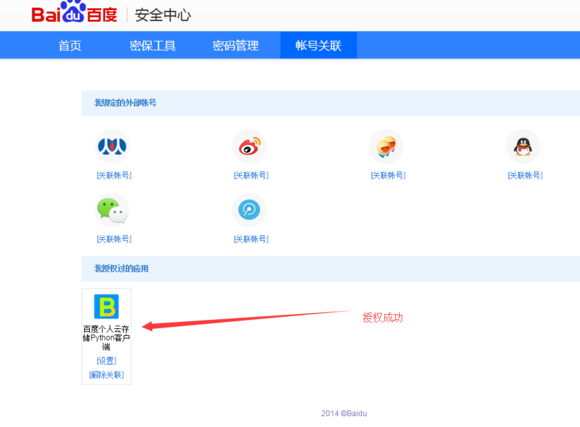 Baidu百度 安全中心
首页 密保工具 密码管理 帐号关联
我绑定的外部帐号
[关联帐号] [关联帐号] [关联帐号] [关联帐号]
[关联帐号] [关联帐号]
我授权过的应用
百度个人云存
储Python客户
端
[设置]
[解除关联]
授权成功
2014 ©Baidu